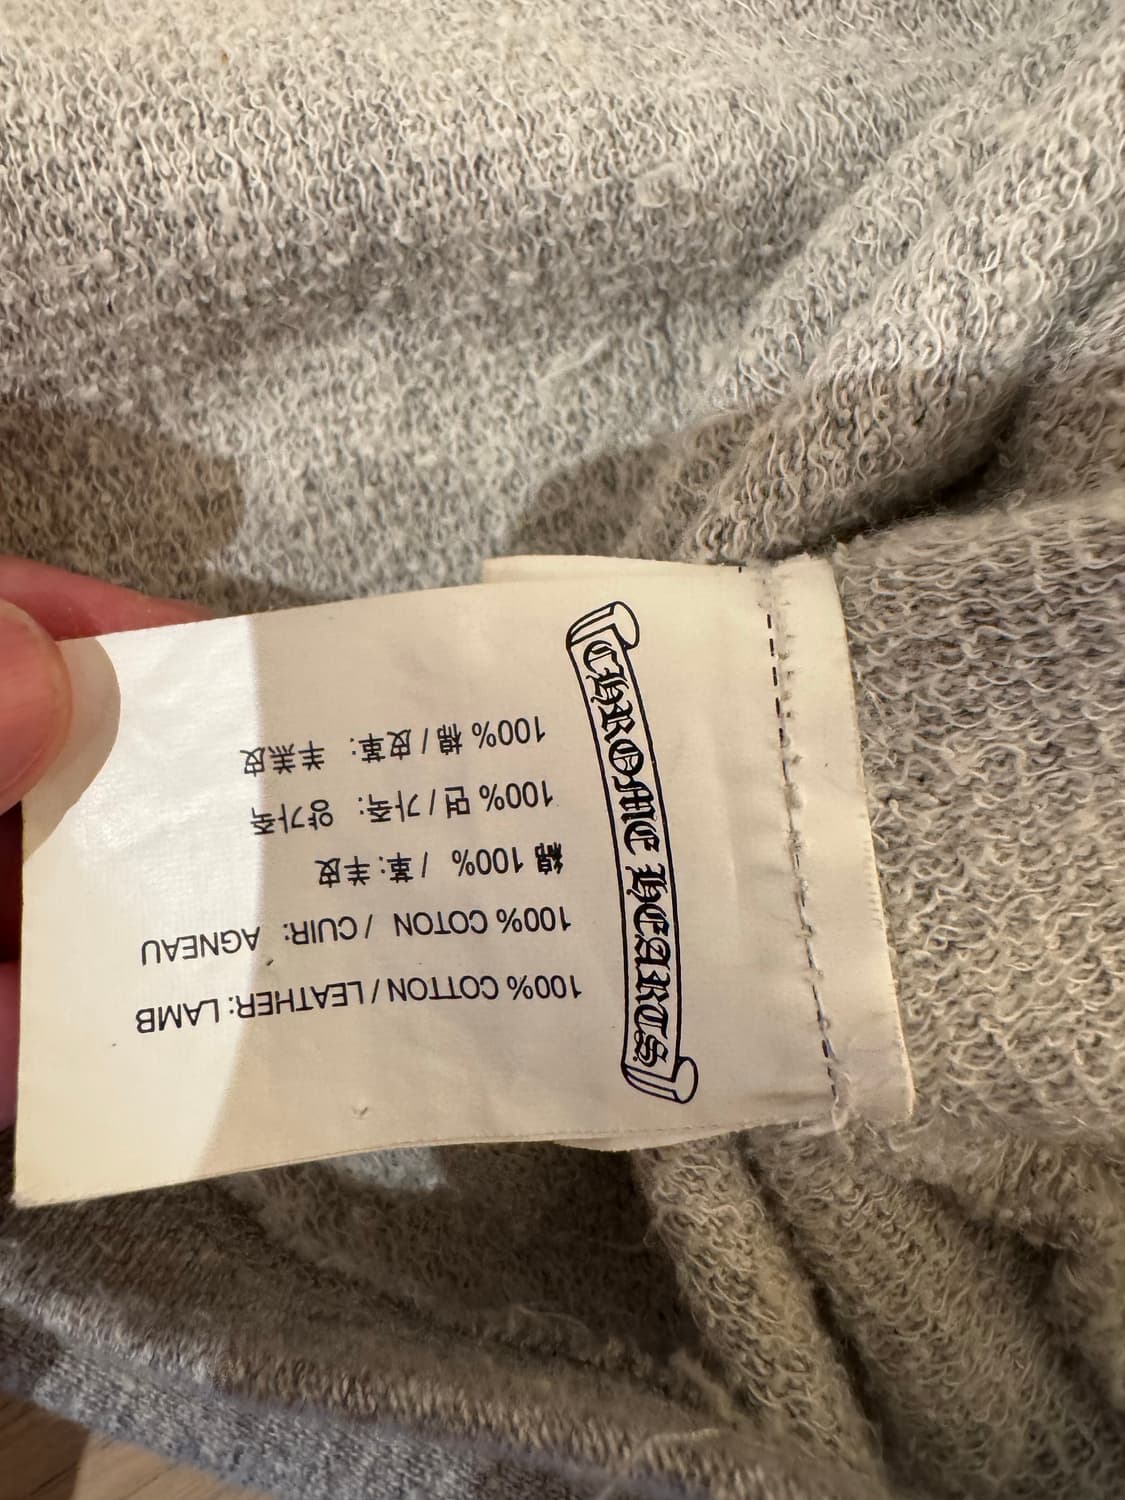 CHROME HEARTS
100% COTTON / LEATHER: LAMB
100% COTON / CUIR: AGNEAU
綿 100% / 革: 羊皮
100% 면 / 가죽: 양가죽
100% 棉 / 皮革: 羊羔皮